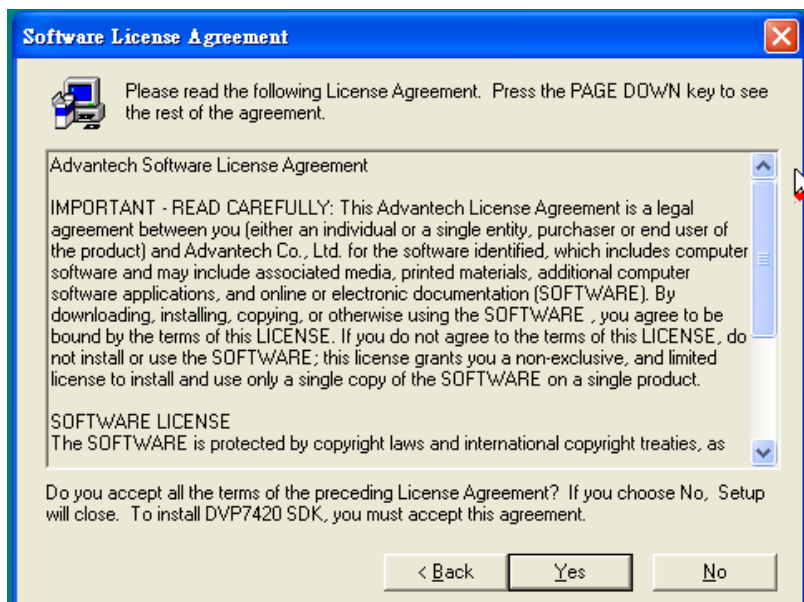 Software License Agreement
Please read the following License Agreement. Press the PAGE DOWN key to see
the rest of the agreement.
Advantech Software License Agreement
IMPORTANT - READ CAREFULLY: This Advantech License Agreement is a legal
agreement between you (either an individual or a single entity, purchaser or end user of
the product) and Advantech Co., Ltd. for the software identified, which includes computer
software and may include associated media, printed materials, additional computer
software applications, and online or electronic documentation (SOFTWARE). By
downloading, installing, copying, or otherwise using the SOFTWARE , you agree to be
bound by the terms of this LICENSE. If you do not agree to the terms of this LICENSE, do
not install or use the SOFTWARE; this license grants you a non-exclusive, and limited
license to install and use only a single copy of the SOFTWARE on a single product.
SOFTWARE LICENSE
The SOFTWARE is protected by copyright laws and international copyright treaties, as
Do you accept all the terms of the preceding License Agreement? If you choose No, Setup
will close. To install DVP7420 SDK, you must accept this agreement.
< Back Yes No